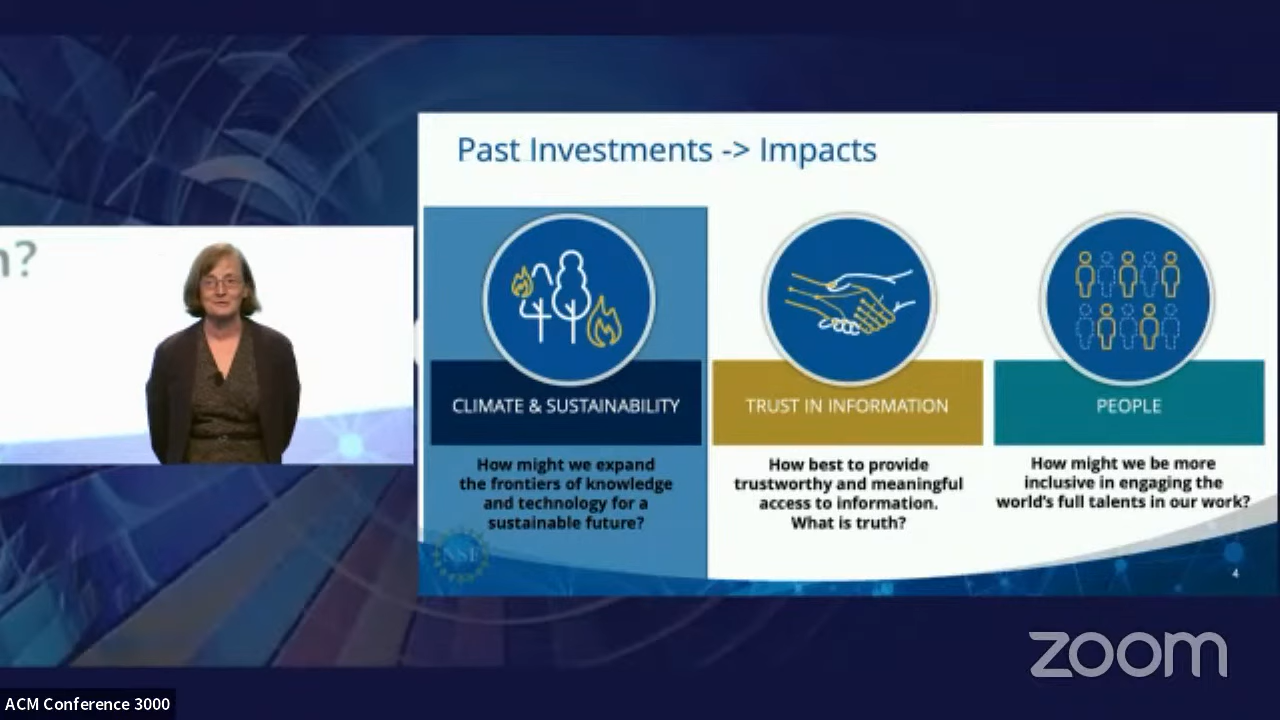 n?
Past Investments -> Impacts
CLIMATE & SUSTAINABILITY
How might we expand
the frontiers of knowledge
and technology for a
sustainable future?
NSF
TRUST IN INFORMATION
How best to provide
trustworthy and meaningful
access to information.
What is truth?
PEOPLE
How might we be more
inclusive in engaging the
world's full talents in our work?
4
zoom
ACM Conference 3000